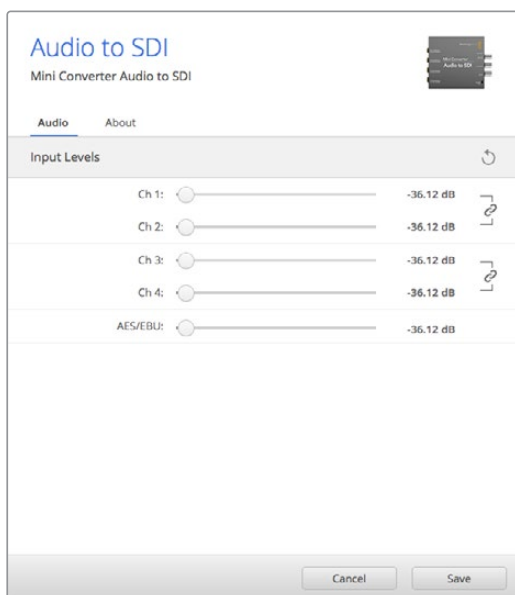 Audio to SDI
Mini Converter Audio to SDI
Audio About
Input Levels
Ch 1: -36.12 dB
Ch 2: -36.12 dB
Ch 3: -36.12 dB
Ch 4: -36.12 dB
AES/EBU: -36.12 dB
Cancel Save